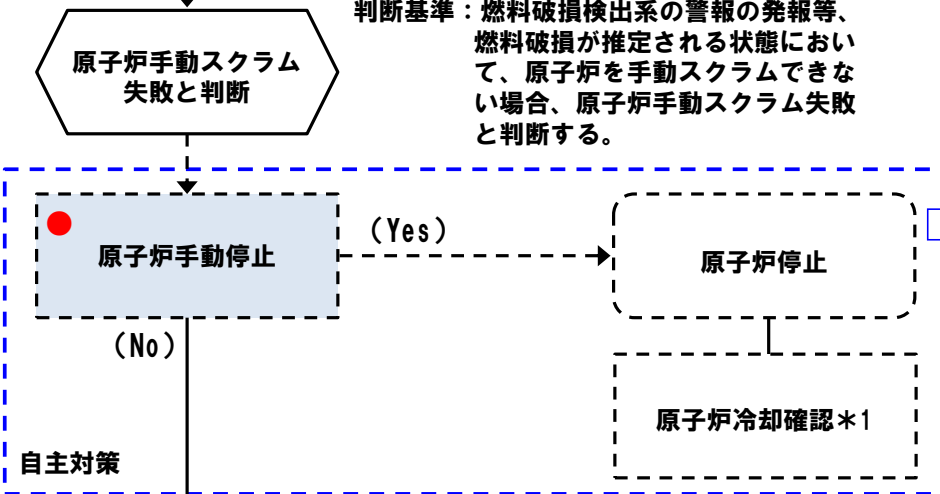 判断基準：燃料破損検出系の警報の発報等、
燃料破損が推定される状態におい
て、原子炉を手動スクラムできな
い場合、原子炉手動スクラム失敗
と判断する。
原子炉手動スクラム
失敗と判断
原子炉手動停止
（Yes）
原子炉停止
（No）
原子炉冷却確認＊1
自主対策